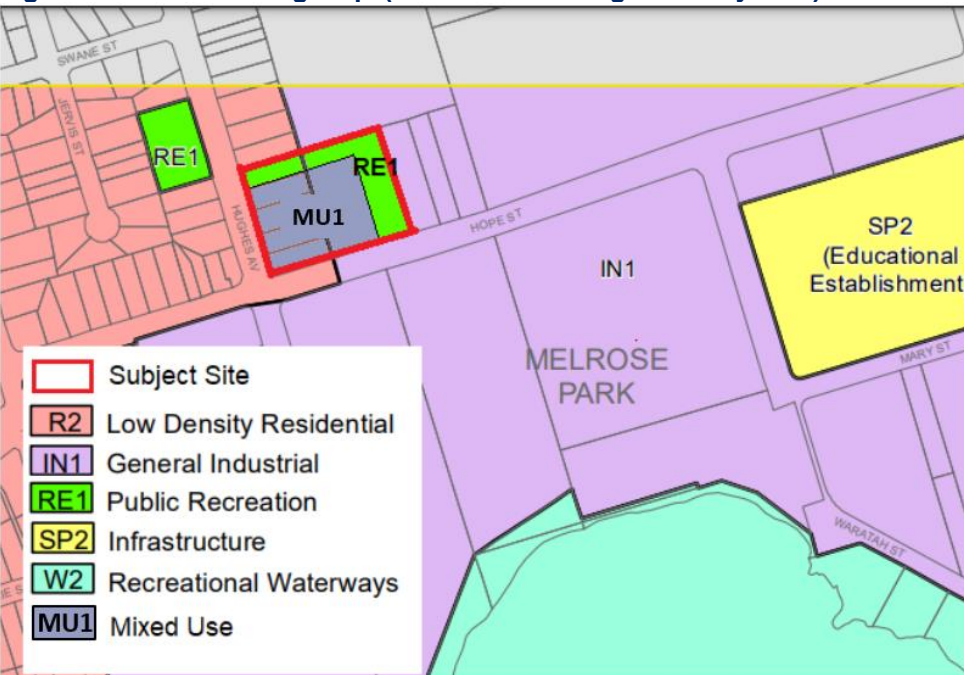 SWANE ST
JERVIS ST
RE1
RE1
MU1
HUGHES AV
HOPE ST
IN1
SP2
(Educational
Establishment
MARY ST
MELROSE
PARK
WARATAH ST
Subject Site
R2 Low Density Residential
IN1 General Industrial
RE1 Public Recreation
SP2 Infrastructure
W2 Recreational Waterways
MU1 Mixed Use